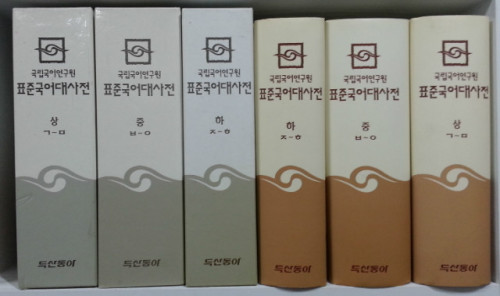 국립국어연구원
표준국어대사전
상
ㄱ-ㅁ
두산동아
국립국어연구원
표준국어대사전
중
ㅂ-ㅇ
두산동아
국립국어연구원
표준국어대사전
하
ㅈ-ㅎ
두산동아
국립국어연구원
표준국어대사전
하
ㅈ-ㅎ
두산동아
국립국어연구원
표준국어대사전
중
ㅂ-ㅇ
두산동아
국립국어연구원
표준국어대사전
상
ㄱ-ㅁ
두산동아